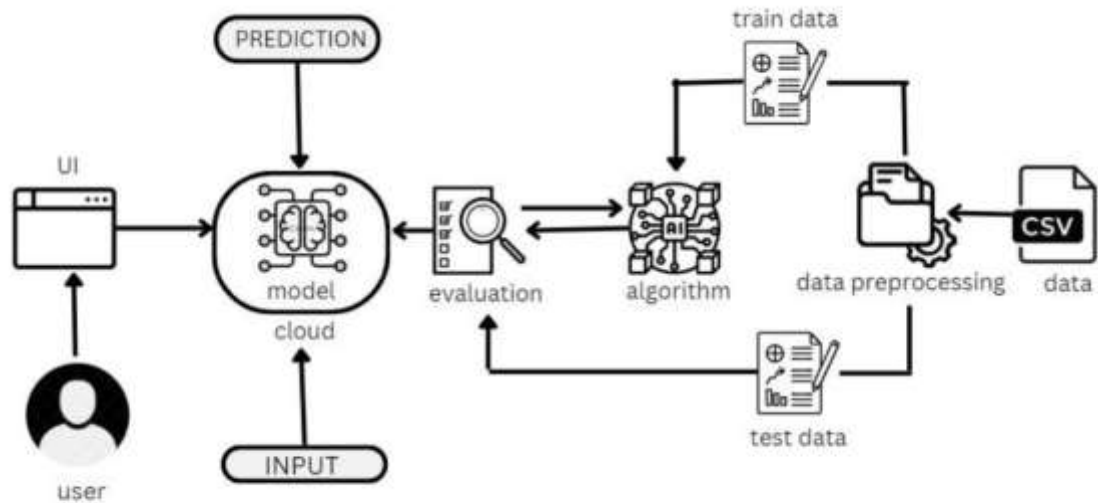 train data
PREDICTION
UI
AI
CSV
model
evaluation
algorithm
data preprocessing
data
cloud
test data
INPUT
user